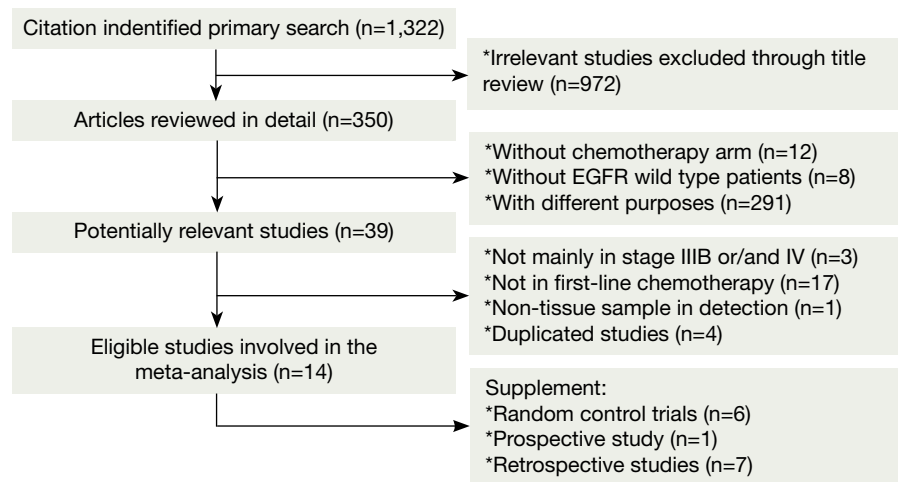 Citation indentified primary search (n=1,322)
*Irrelevant studies excluded through title
review (n=972)
Articles reviewed in detail (n=350)
*Without chemotherapy arm (n=12)
*Without EGFR wild type patients (n=8)
*With different purposes (n=291)
Potentially relevant studies (n=39)
*Not mainly in stage IIIB or/and IV (n=3)
*Not in first-line chemotherapy (n=17)
*Non-tissue sample in detection (n=1)
*Duplicated studies (n=4)
Eligible studies involved in the
meta-analysis (n=14)
Supplement:
*Random control trials (n=6)
*Prospective study (n=1)
*Retrospective studies (n=7)